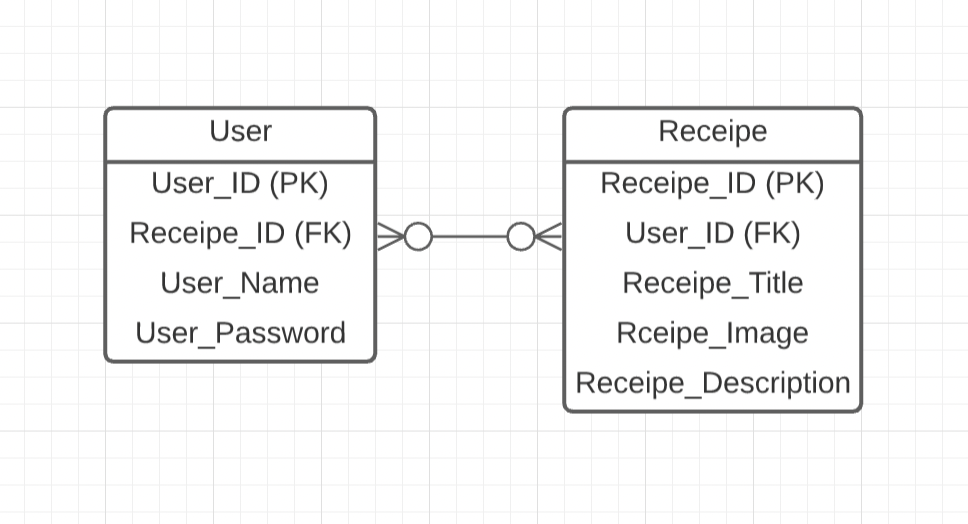 User
User_ID (PK)
Receipe_ID (FK)
User_Name
User_Password
Receipe
Receipe_ID (PK)
User_ID (FK)
Receipe_Title
Rceipe_Image
Receipe_Description